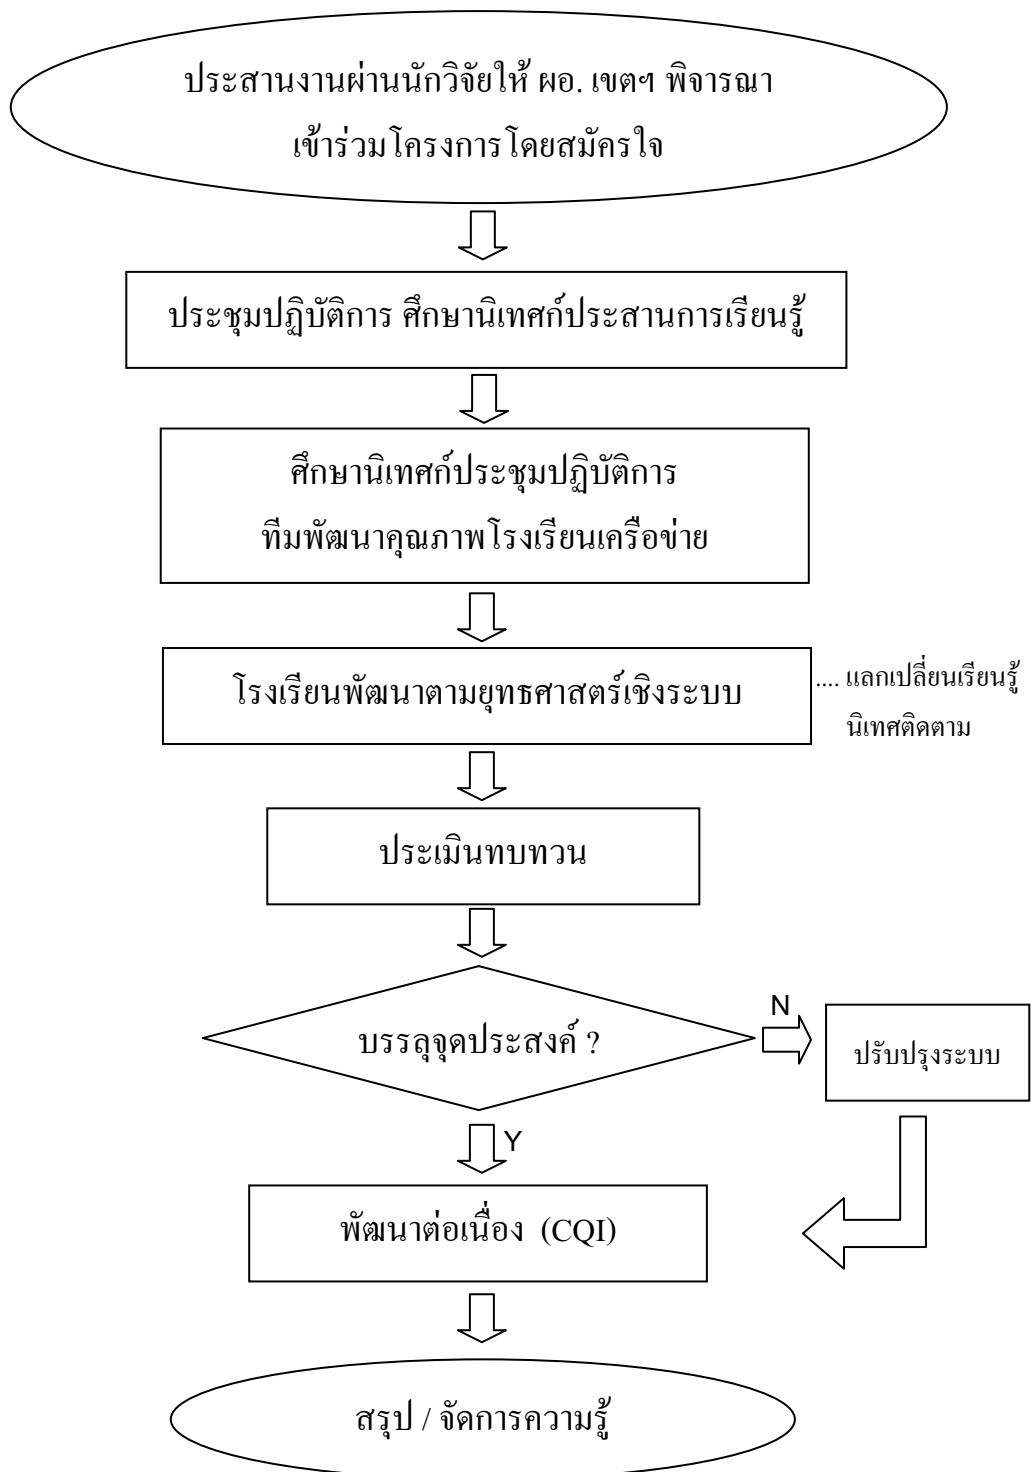 ประสานงานผ่านนักวิจัยให้ ผอ. เขตฯ พิจารณา
เข้าร่วมโครงการโดยสมัครใจ
ประชุมปฏิบัติการ ศึกษานิเทศก์ประสานการเรียนรู้
ศึกษานิเทศก์ประชุมปฏิบัติการ
ทีมพัฒนาคุณภาพโรงเรียนเครือข่าย
โรงเรียนพัฒนาตามยุทธศาสตร์เชิงระบบ
.... แลกเปลี่ยนเรียนรู้
นิเทศติดตาม
ประเมินทบทวน
บรรลุจุดประสงค์ ?
N
ปรับปรุงระบบ
Y
พัฒนาต่อเนื่อง (CQI)
สรุป / จัดการความรู้